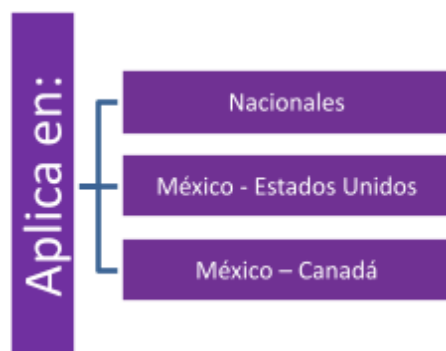 Aplica en:
Nacionales
México - Estados Unidos
México – Canadá